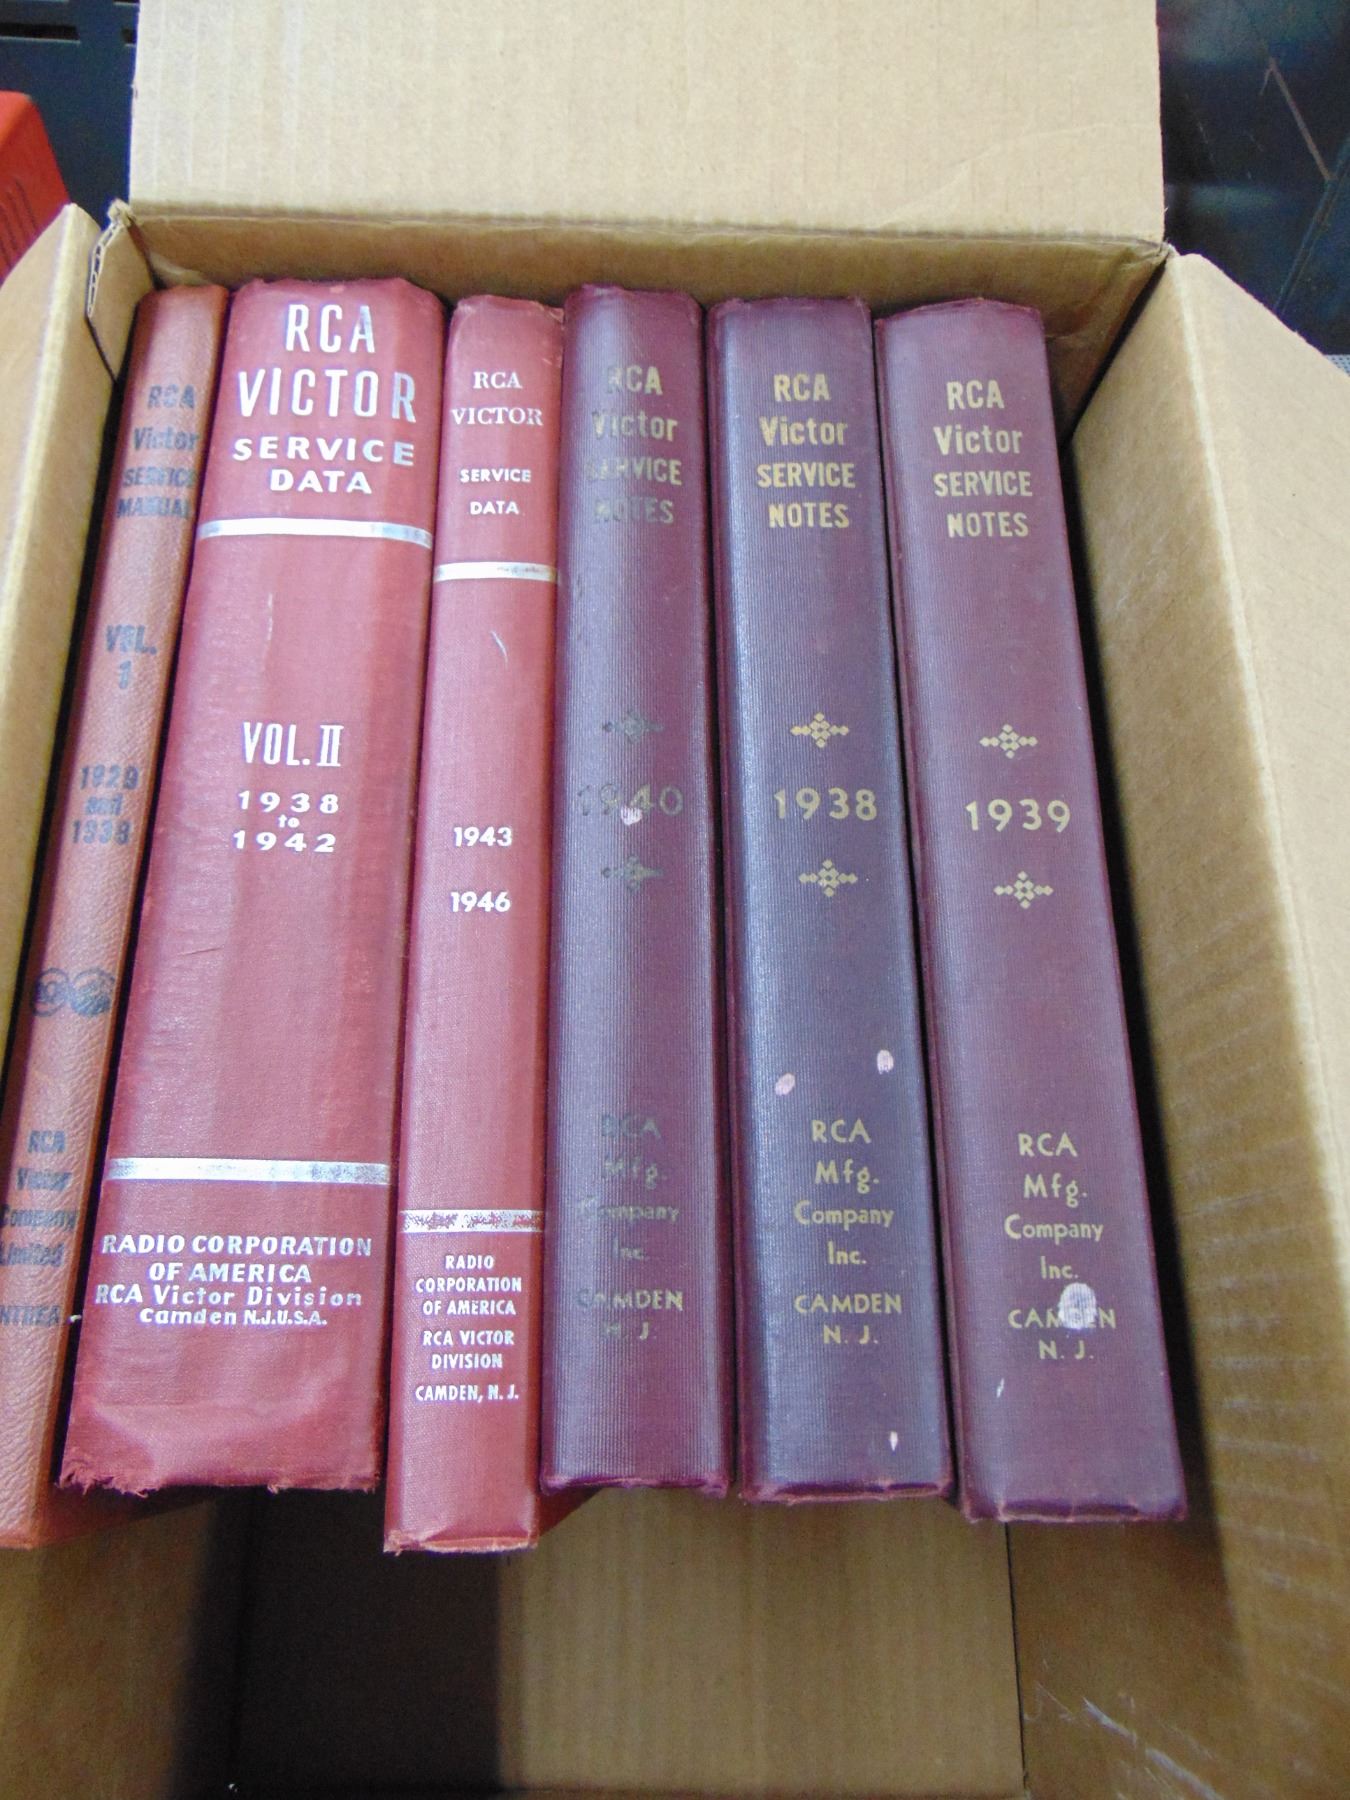 RCA
Victor
SERVICE
MANUAL
VOL.
1
1929
and
1938
RCA
Victor
Company
Limited
RCA
VICTOR
SERVICE
DATA
VOL. II
1938
to
1942
RADIO CORPORATION
OF AMERICA
RCA Victor Division
Camden N.J.U.S.A.
RCA
VICTOR
SERVICE
DATA
1943
1946
RADIO
CORPORATION
OF AMERICA
RCA VICTOR
DIVISION
CAMDEN, N. J.
RCA
Victor
SERVICE
NOTES
1940
RCA
Mfg.
Company
Inc.
CAMDEN
N. J.
RCA
Victor
SERVICE
NOTES
1938
RCA
Mfg.
Company
Inc.
CAMDEN
N. J.
RCA
Victor
SERVICE
NOTES
1939
RCA
Mfg.
Company
Inc.
CAMDEN
N. J.